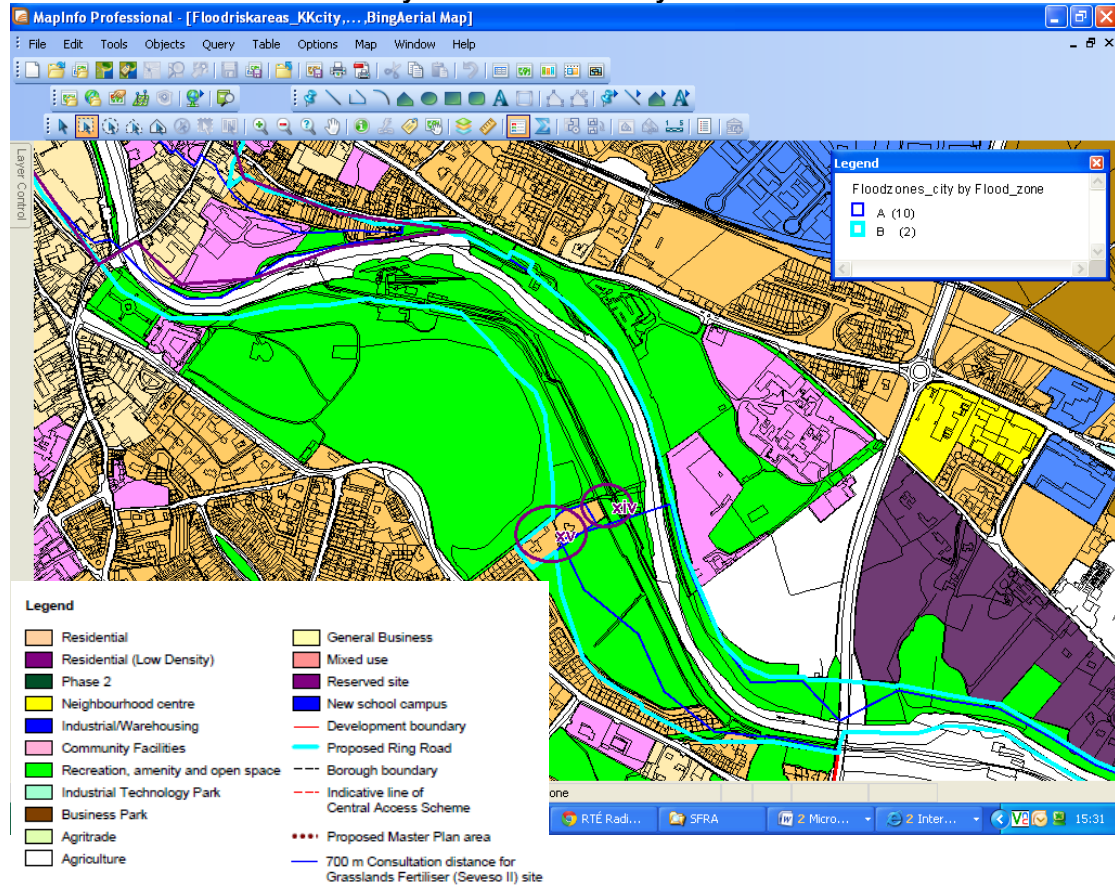 MapInfo Professional - [Floodriskareas_KKcity,...,BingAerial Map]
File Edit Tools Objects Query Table Options Map Window Help
Layer Control
Legend
Floodzones_city by Flood_zone
A (10)
B (2)
xiv
xv
Legend
Residential
Residential (Low Density)
Phase 2
Neighbourhood centre
Industrial/Warehousing
Community Facilities
Recreation, amenity and open space
Industrial Technology Park
Business Park
Agritrade
Agriculture
General Business
Mixed use
Reserved site
New school campus
Development boundary
Proposed Ring Road
Borough boundary
Indicative line of
Central Access Scheme
Proposed Master Plan area
700 m Consultation distance for
Grasslands Fertiliser (Seveso II) site
one
RTÉ Radi... SFRA 2 Micro... 2 Inter... 15:31